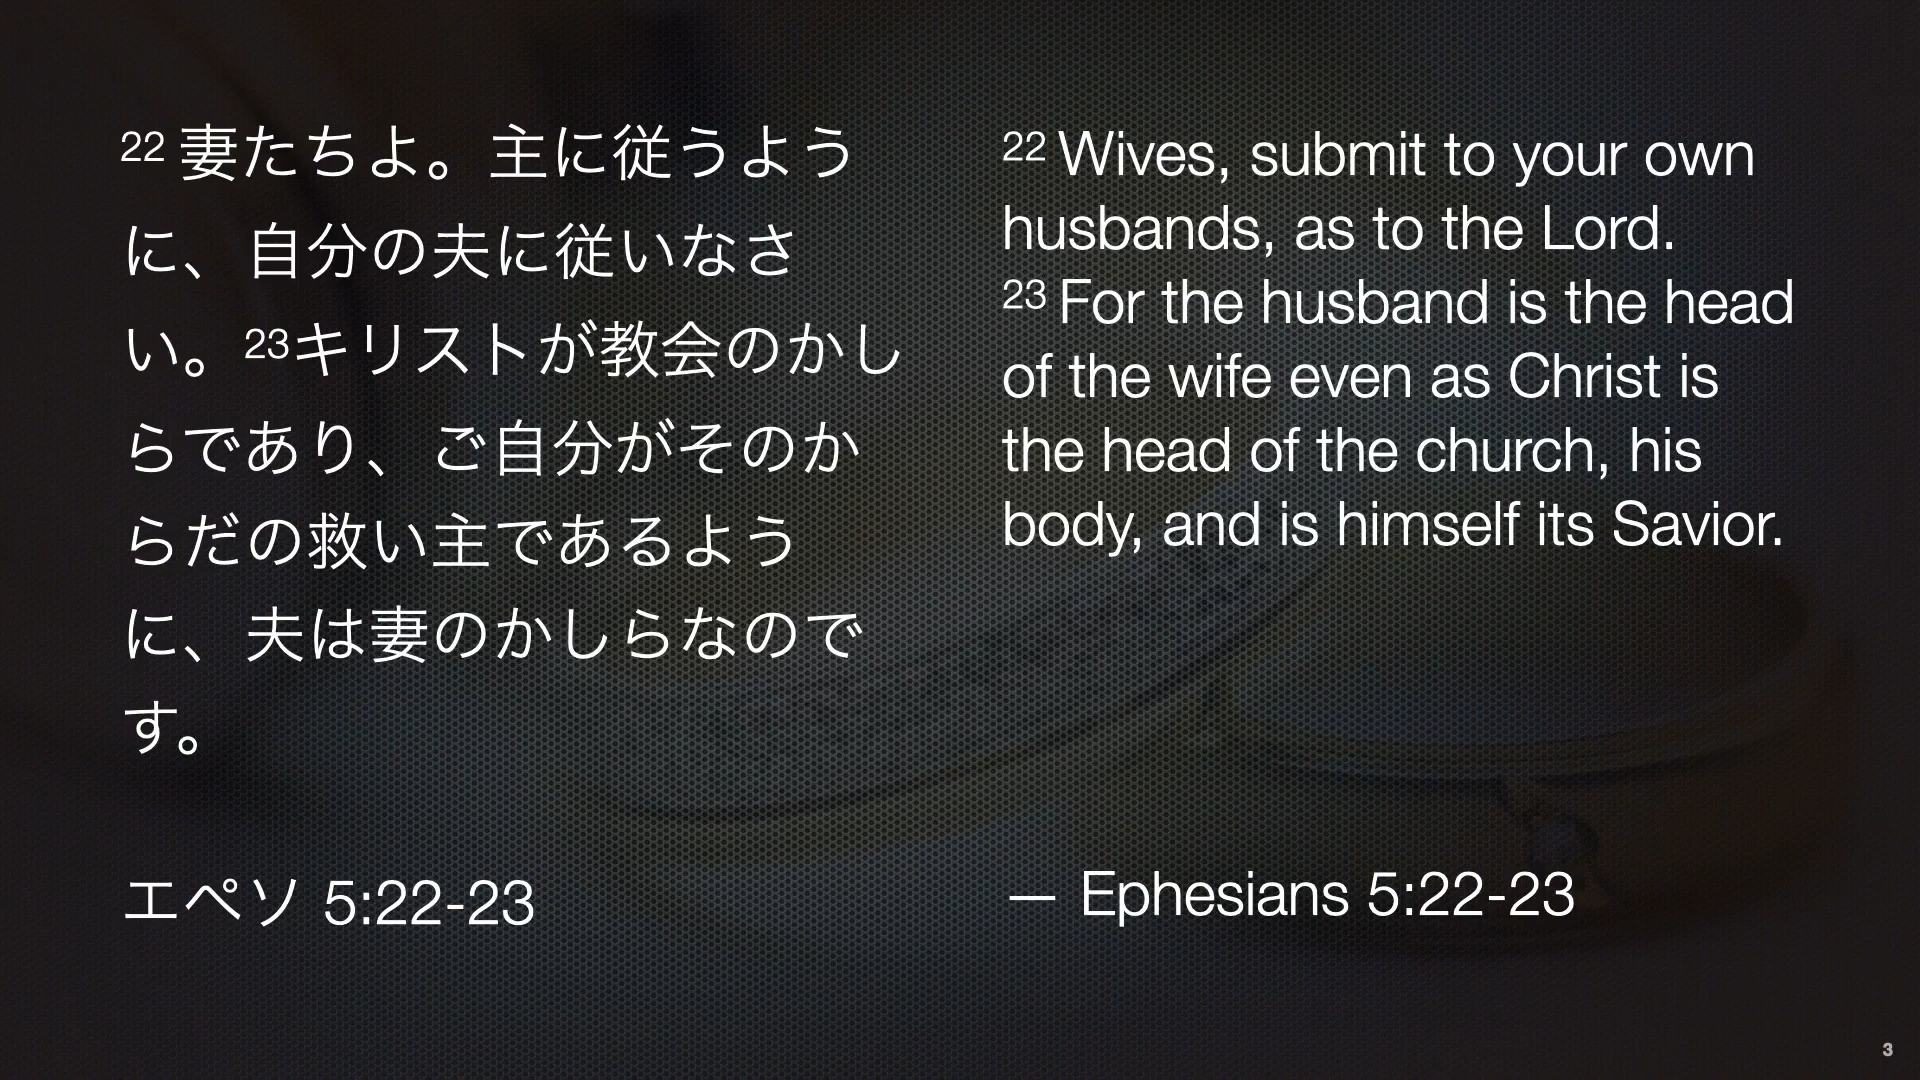 22 妻たちよ。主に従うよう
に、自分の夫に従いなさ
い。23キリストが教会のかし
らであり、ご自分がそのか
らだの救い主であるよう
に、夫は妻のかしらなので
す。
エペソ 5:22-23
22 Wives, submit to your own
husbands, as to the Lord.
23 For the husband is the head
of the wife even as Christ is
the head of the church, his
body, and is himself its Savior.
— Ephesians 5:22-23
3